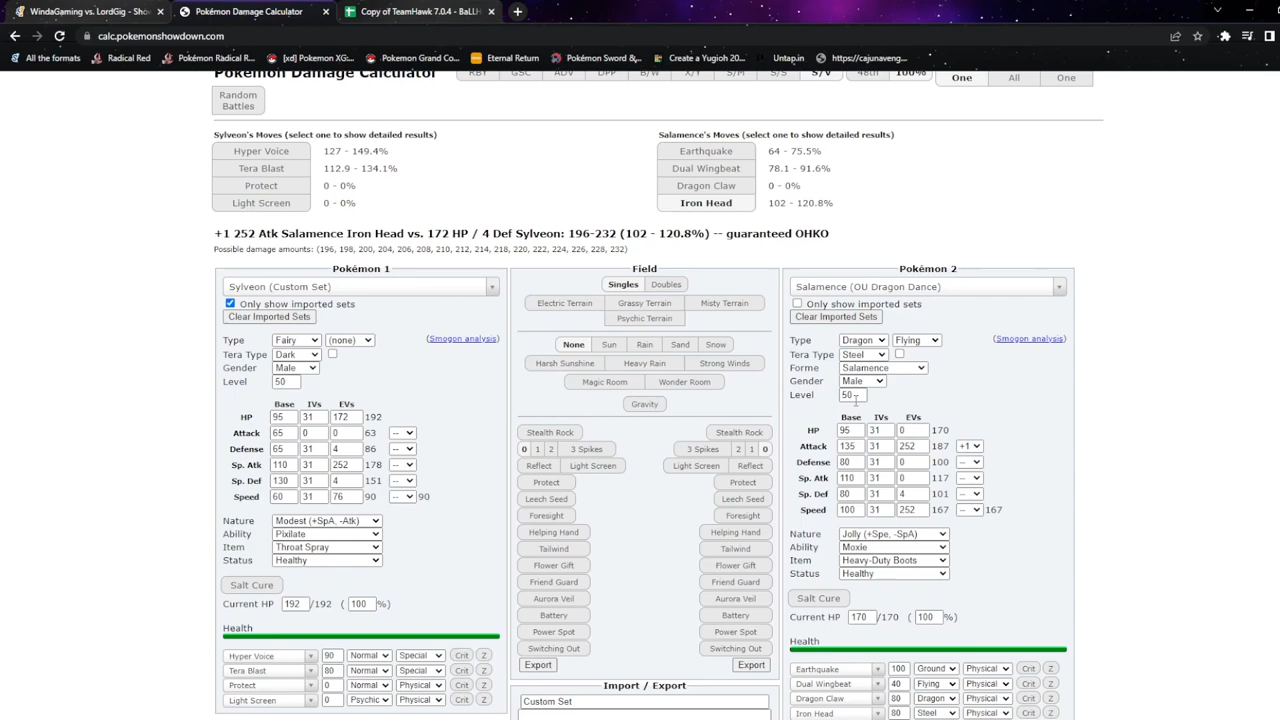 WindaGaming vs. LordGig - Sho
Pokémon Damage Calculator
Copy of TeamHawk 7.0.4 - BaLLH
calc.pokemonshowdown.com
All the formats
Radical Red
Pokémon Radical R...
[xd] Pokemon XG:...
Pokemon Grand Co...
Eternal Return
Pokémon Sword &...
Create a Yugioh 20...
Untap.in
https://cajunaveng...
Pokémon Damage Calculator
RBY GSC ADV DPP B/W X/Y S/M S/S S/V 48th 100% One All One
Random Battles
Sylveon's Moves (select one to show detailed results)
Hyper Voice 127 - 149.4%
Tera Blast 112.9 - 134.1%
Protect 0 - 0%
Light Screen 0 - 0%
Salamence's Moves (select one to show detailed results)
Earthquake 64 - 75.5%
Dual Wingbeat 78.1 - 91.6%
Dragon Claw 0 - 0%
Iron Head 102 - 120.8%
+1 252 Atk Salamence Iron Head vs. 172 HP / 4 Def Sylveon: 196-232 (102 - 120.8%) -- guaranteed OHKO
Possible damage amounts: (196, 198, 200, 204, 206, 208, 210, 212, 214, 218, 220, 222, 224, 226, 228, 232)
Pokémon 1
Sylveon (Custom Set)
Only show imported sets
Clear Imported Sets
Type Fairy (none) (Smogon analysis)
Tera Type Dark
Gender Male
Level 50
Base IVs EVs
HP 95 31 172 192
Attack 65 0 0 63 --
Defense 65 31 4 86 --
Sp. Atk 110 31 252 178 --
Sp. Def 130 31 4 151 --
Speed 60 31 76 90 -- 90
Nature Modest (+SpA, -Atk)
Ability Pixilate
Item Throat Spray
Status Healthy
Salt Cure
Current HP 192 /192 ( 100 %)
Health
Hyper Voice 90 Normal Special Crit Z
Tera Blast 80 Normal Special Crit Z
Protect 0 Normal Physical Crit Z
Light Screen 0 Psychic Physical Crit Z
Field
Singles Doubles
Electric Terrain Grassy Terrain Misty Terrain
Psychic Terrain
None Sun Rain Sand Snow
Harsh Sunshine Heavy Rain Strong Winds
Magic Room Wonder Room
Gravity
Stealth Rock Stealth Rock
0 1 2 3 Spikes 3 Spikes 2 1 0
Reflect Light Screen Light Screen Reflect
Protect Protect
Leech Seed Leech Seed
Foresight Foresight
Helping Hand Helping Hand
Tailwind Tailwind
Flower Gift Flower Gift
Friend Guard Friend Guard
Aurora Veil Aurora Veil
Battery Battery
Power Spot Power Spot
Switching Out Switching Out
Export Export
Import / Export
Custom Set
Pokémon 2
Salamence (OU Dragon Dance)
Only show imported sets
Clear Imported Sets
Type Dragon Flying (Smogon analysis)
Tera Type Steel
Forme Salamence
Gender Male
Level 50
Base IVs EVs
HP 95 31 0 170
Attack 135 31 252 187 +1
Defense 80 31 0 100 --
Sp. Atk 110 31 0 117 --
Sp. Def 80 31 4 101 --
Speed 100 31 252 167 -- 167
Nature Jolly (+Spe, -SpA)
Ability Moxie
Item Heavy-Duty Boots
Status Healthy
Salt Cure
Current HP 170 /170 ( 100 %)
Health
Earthquake 100 Ground Physical Crit Z
Dual Wingbeat 40 Flying Physical Crit Z
Dragon Claw 80 Dragon Physical Crit Z
Iron Head 80 Steel Physical Crit Z